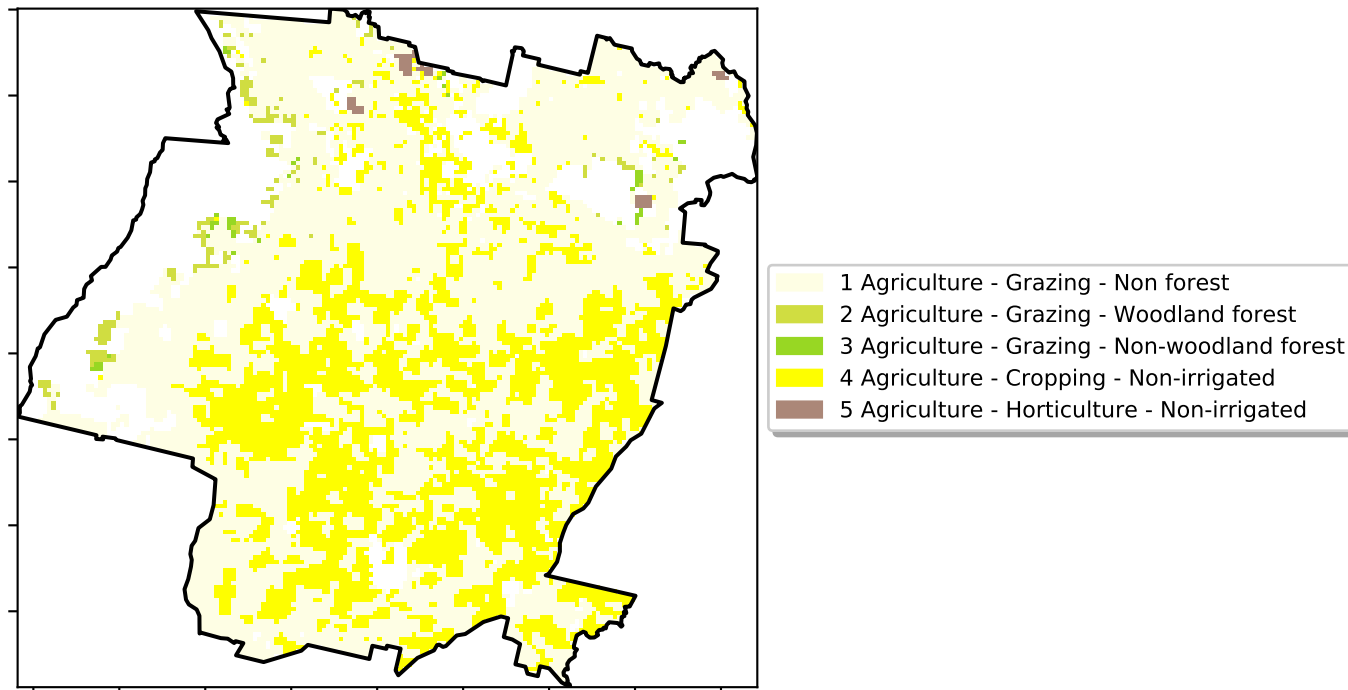 1 Agriculture - Grazing - Non forest
2 Agriculture - Grazing - Woodland forest
3 Agriculture - Grazing - Non-woodland forest
4 Agriculture - Cropping - Non-irrigated
5 Agriculture - Horticulture - Non-irrigated